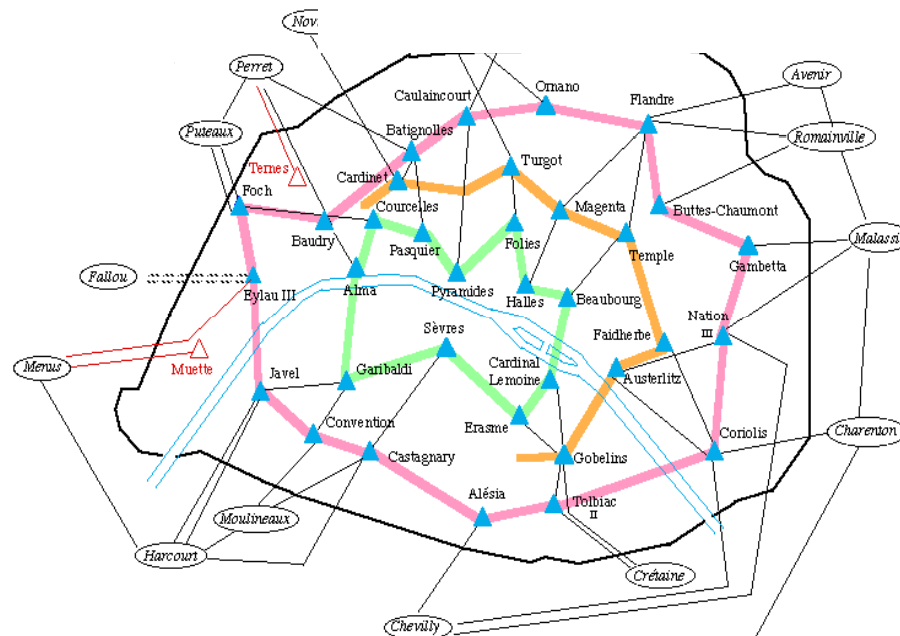 Nov
Perret
Avenir
Ornano
Flandre
Caulaincourt
Puteaux
Batignolles
Romainville
Ternes
Turgot
Cardinet
Foch
Courcelles
Magenta
Buttes-Chaumont
Baudry
Pasquier
Folies
Malassi
Temple
Gambetta
Fallou
Eylau III
Alma
Pyramides
Halles
Beaubourg
Nation
III
Sèvres
Faidherbe
Menus
Muette
Cardinal
Lemoine
Austerlitz
Javel
Garibaldi
Convention
Erasme
Coriolis
Charenton
Castagnary
Gobelins
Alésia
Tolbiac
II
Moulineaux
Harcourt
Crétaine
Chevilly